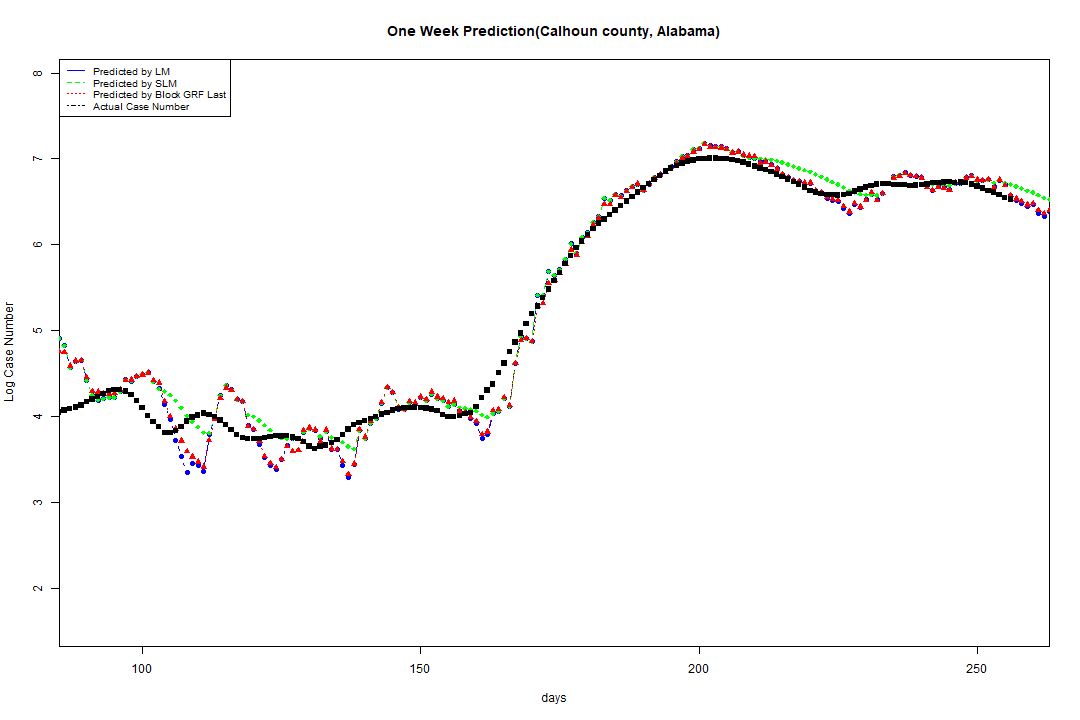 One Week Prediction(Calhoun county, Alabama)
Predicted by LM
Predicted by SLM
Predicted by Block GRF Last
Actual Case Number
8
7
6
5
4
3
2
Log Case Number
100 150 200 250
days